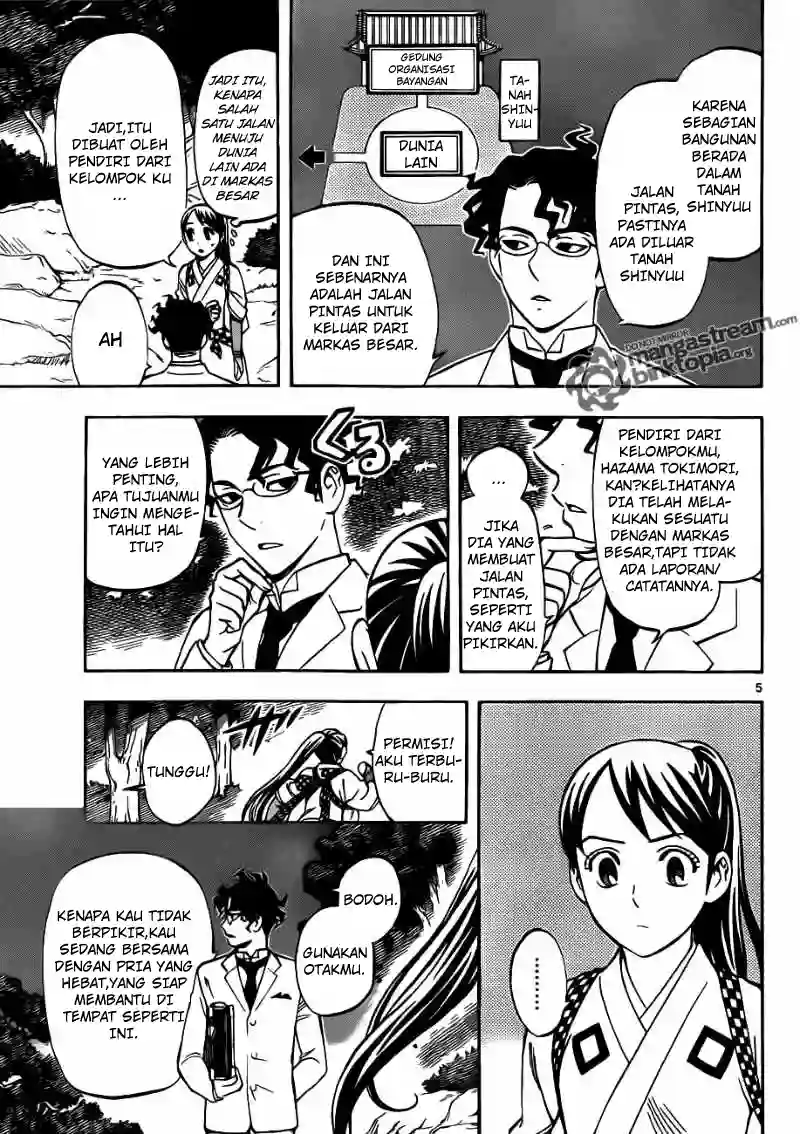 KARENA
SEBAGIAN
BANGUNAN
BERADA
DALAM
TANAH
SHINYUU
JALAN
PINTAS,
PASTINYA
ADA DILUAR
TANAH
SHINYUU
GEDUNG
ORGANISASI
BAYANGAN
TA-
NAH
SHIN-
YUU
DUNIA
LAIN
DAN INI
SEBENARNYA
ADALAH JALAN
PINTAS UNTUK
KELUAR DARI
MARKAS BESAR.
DO NOT MIRROR
mangastream.com
binktopia.org
JADI ITU,
KENAPA
SALAH
SATU JALAN
MENUJU
DUNIA
LAIN ADA
DI MARKAS
BESAR
JADI,ITU
DIBUAT OLEH
PENDIRI DARI
KELOMPOK KU
...
AH
PENDIRI DARI
KELOMPOKMU,
HAZAMA TOKIMORI,
KAN?KELIHATANYA
DIA TELAH MELA-
KUKAN SESUATU
DENGAN MARKAS
BESAR,TAPI TIDAK
ADA LAPORAN/
CATATANNYA.
...
JIKA
DIA YANG
MEMBUAT
JALAN
PINTAS,
SEPERTI
YANG AKU
PIKIRKAN.
くる
YANG LEBIH
PENTING,
APA TUJUANMU
INGIN MENGE-
TAHUI HAL
ITU?
5
........
PERMISI!
AKU TERBU-
RU-BURU.
TUNGGU!
BODOH.
GUNAKAN
OTAKMU.
KENAPA KAU TIDAK
BERPIKIR,KAU
SEDANG BERSAMA
DENGAN PRIA YANG
HEBAT,YANG SIAP
MEMBANTU DI
TEMPAT SEPERTI
INI.